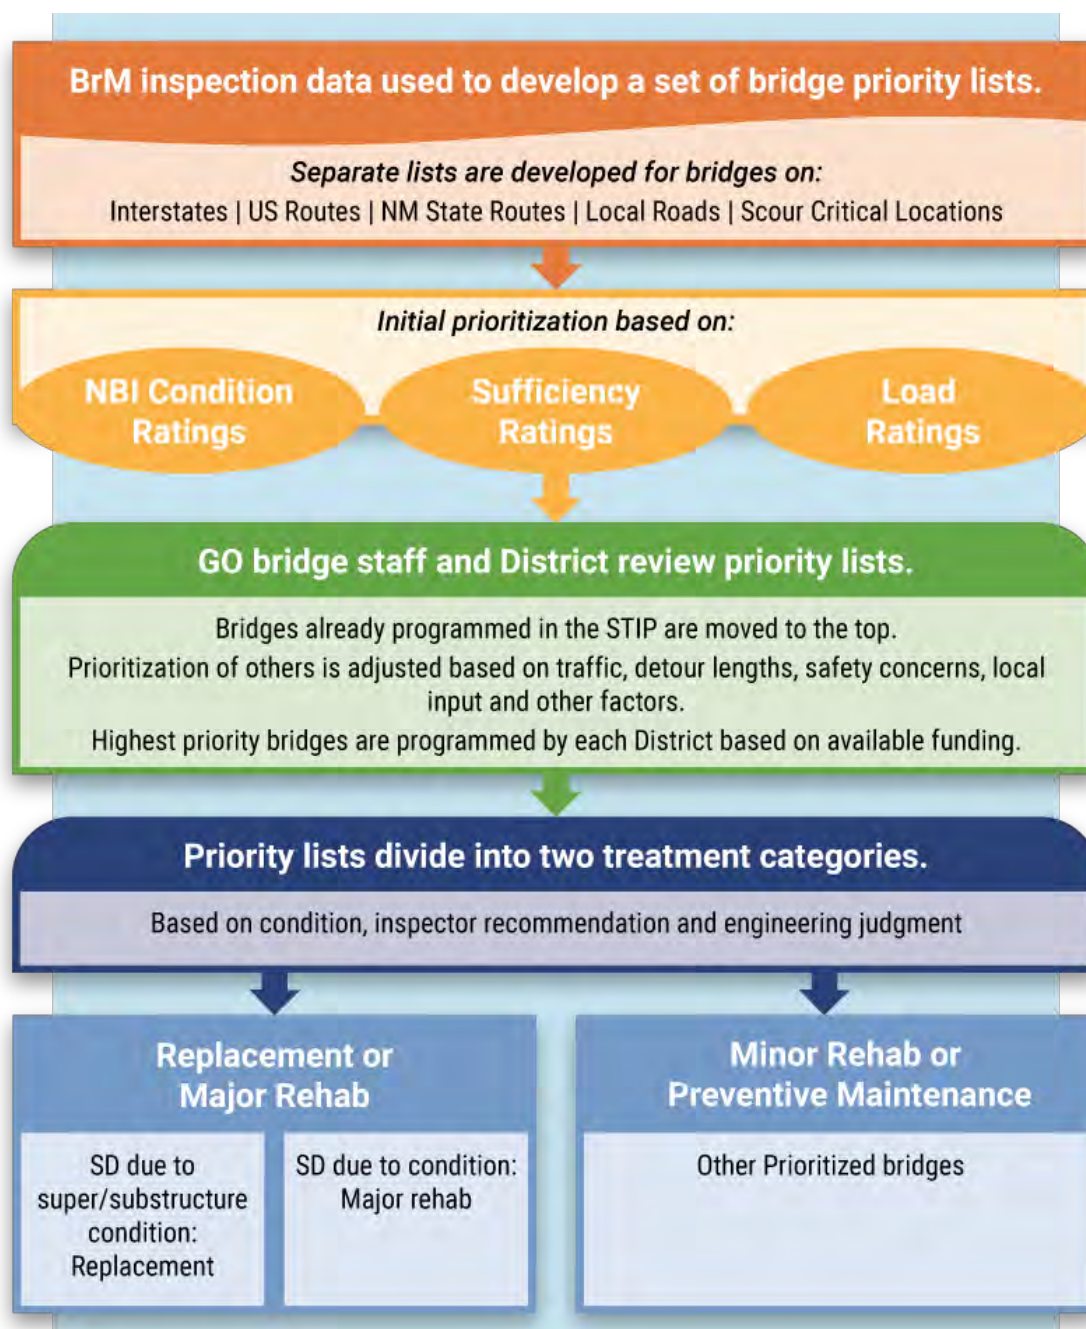 BrM inspection data used to develop a set of bridge priority lists.
Separate lists are developed for bridges on:
Interstates | US Routes | NM State Routes | Local Roads | Scour Critical Locations
Initial prioritization based on:
NBI Condition
Ratings
Sufficiency
Ratings
Load
Ratings
GO bridge staff and District review priority lists.
Bridges already programmed in the STIP are moved to the top.
Prioritization of others is adjusted based on traffic, detour lengths, safety concerns, local
input and other factors.
Highest priority bridges are programmed by each District based on available funding.
Priority lists divide into two treatment categories.
Based on condition, inspector recommendation and engineering judgment
Replacement or
Major Rehab
SD due to
super/substructure
condition:
Replacement
SD due to condition:
Major rehab
Minor Rehab or
Preventive Maintenance
Other Prioritized bridges